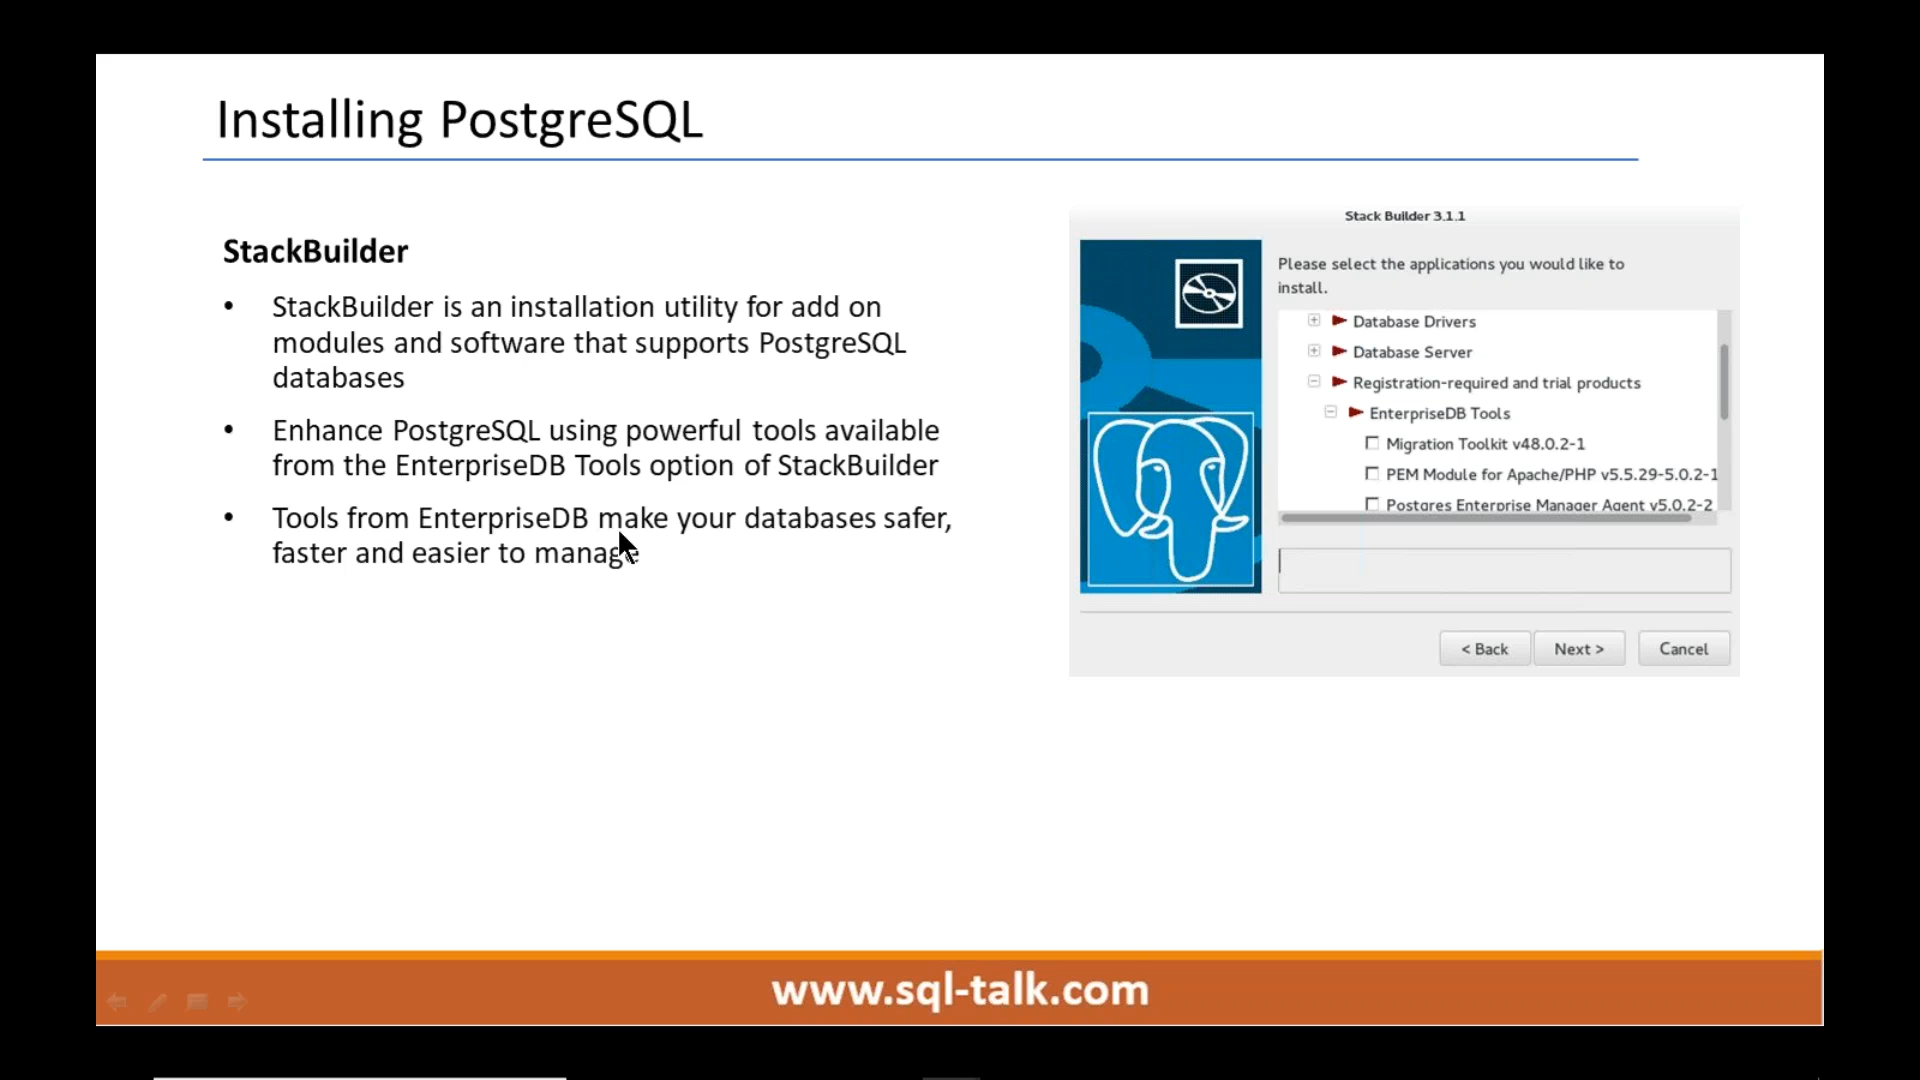 Installing PostgreSQL
StackBuilder
• StackBuilder is an installation utility for add on
modules and software that supports PostgreSQL
databases
• Enhance PostgreSQL using powerful tools available
from the EnterpriseDB Tools option of StackBuilder
• Tools from EnterpriseDB make your databases safer,
faster and easier to manage
Stack Builder 3.1.1
Please select the applications you would like to
install.
Database Drivers
Database Server
Registration-required and trial products
EnterpriseDB Tools
Migration Toolkit v48.0.2-1
PEM Module for Apache/PHP v5.5.29-5.0.2-1
Postgres Enterprise Manager Agent v5.0.2-2
< Back Next > Cancel
www.sql-talk.com